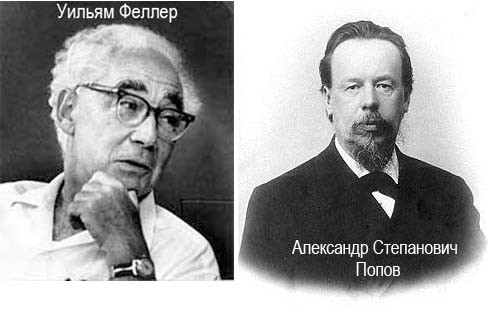 Уильям Феллер
Александр Степанович
Попов